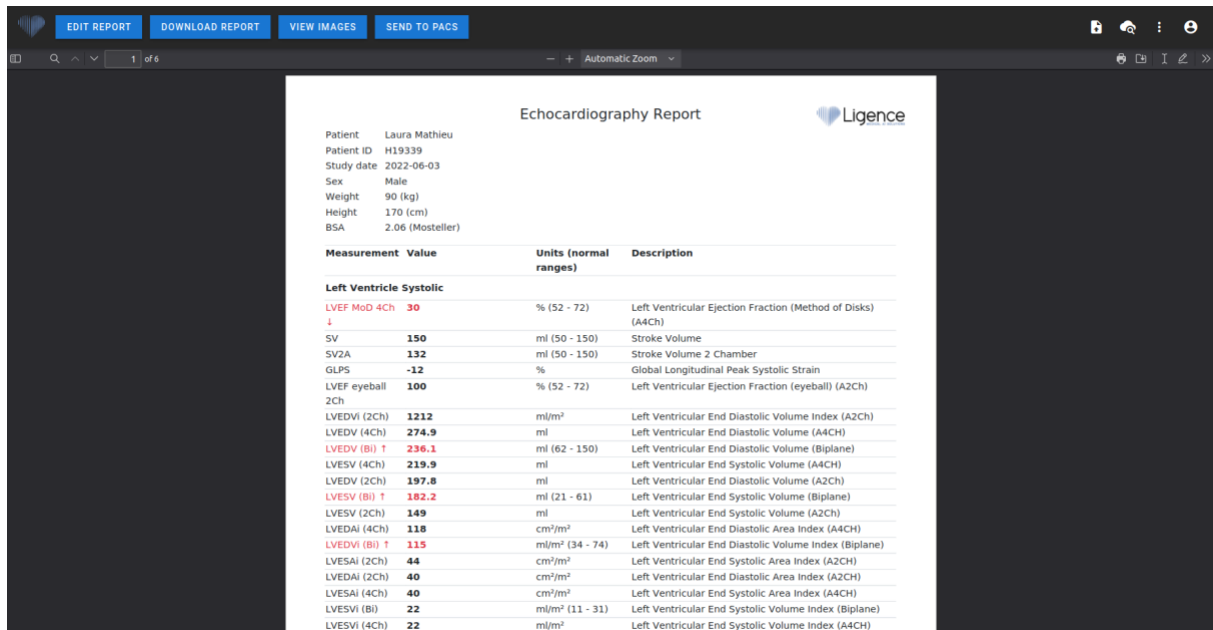 EDIT REPORT DOWNLOAD REPORT VIEW IMAGES SEND TO PACS
1 of 6 Automatic Zoom
Echocardiography Report
Ligence
Patient Laura Mathieu
Patient ID H19339
Study date 2022-06-03
Sex Male
Weight 90 (kg)
Height 170 (cm)
BSA 2.06 (Mosteller)
Measurement Value Units (normal ranges) Description
Left Ventricle Systolic
LVEF MoD 4Ch ↓ 30 % (52 - 72) Left Ventricular Ejection Fraction (Method of Disks) (A4Ch)
SV 150 ml (50 - 150) Stroke Volume
SV2A 132 ml (50 - 150) Stroke Volume 2 Chamber
GLPS -12 % Global Longitudinal Peak Systolic Strain
LVEF eyeball 2Ch 100 % (52 - 72) Left Ventricular Ejection Fraction (eyeball) (A2Ch)
LVEDVi (2Ch) 1212 ml/m² Left Ventricular End Diastolic Volume Index (A2Ch)
LVEDV (4Ch) 274.9 ml Left Ventricular End Diastolic Volume (A4CH)
LVEDV (Bi) ↑ 236.1 ml (62 - 150) Left Ventricular End Diastolic Volume (Biplane)
LVESV (4Ch) 219.9 ml Left Ventricular End Systolic Volume (A4CH)
LVEDV (2Ch) 197.8 ml Left Ventricular End Diastolic Volume (A2Ch)
LVESV (Bi) ↑ 182.2 ml (21 - 61) Left Ventricular End Systolic Volume (Biplane)
LVESV (2Ch) 149 ml Left Ventricular End Systolic Volume (A2Ch)
LVEDAi (4Ch) 118 cm²/m² Left Ventricular End Diastolic Area Index (A4CH)
LVEDVi (Bi) ↑ 115 ml/m² (34 - 74) Left Ventricular End Diastolic Volume Index (Biplane)
LVESAi (2Ch) 44 cm²/m² Left Ventricular End Systolic Area Index (A2CH)
LVEDAi (2Ch) 40 cm²/m² Left Ventricular End Diastolic Area Index (A2CH)
LVESAi (4Ch) 40 cm²/m² Left Ventricular End Systolic Area Index (A4CH)
LVESVi (Bi) 22 ml/m² (11 - 31) Left Ventricular End Systolic Volume Index (Biplane)
LVESVi (4Ch) 22 ml/m² Left Ventricular End Systolic Volume Index (A4CH)